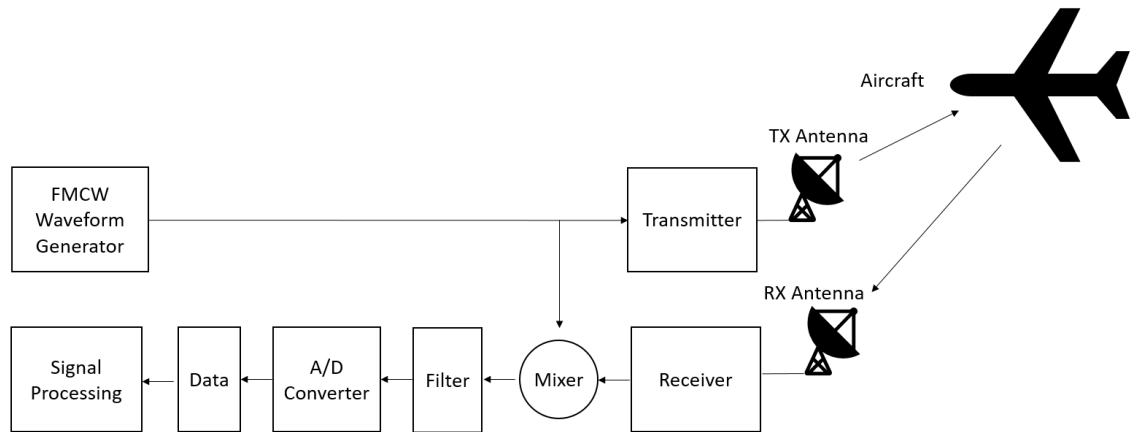 Aircraft
TX Antenna
FMCW
Waveform
Generator
Transmitter
RX Antenna
Signal
Processing
Data
A/D
Converter
Filter
Mixer
Receiver